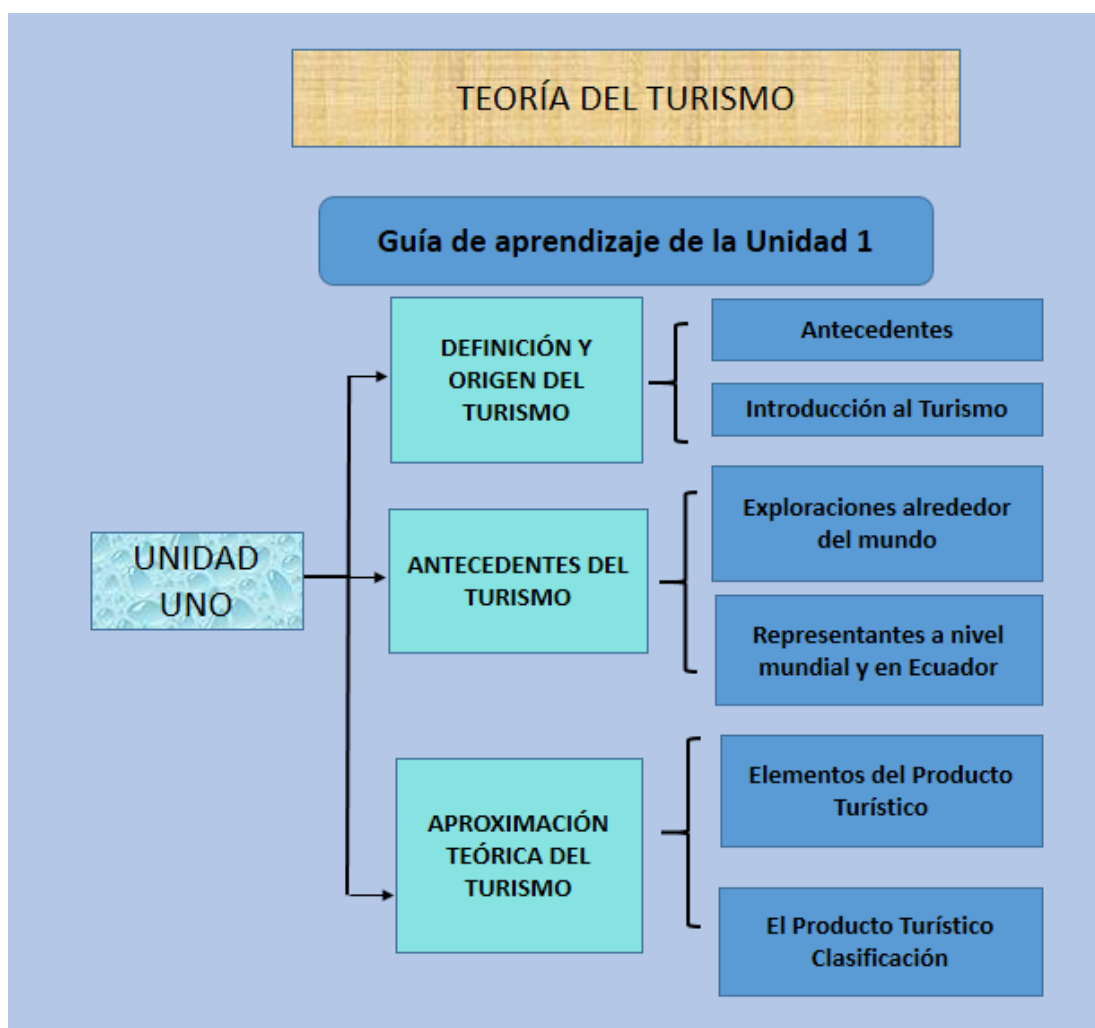 TEORÍA DEL TURISMO
Guía de aprendizaje de la Unidad 1
DEFINICIÓN Y
ORIGEN DEL
TURISMO
Antecedentes
Introducción al Turismo
UNIDAD
UNO
ANTECEDENTES DEL
TURISMO
Exploraciones alrededor
del mundo
Representantes a nivel
mundial y en Ecuador
APROXIMACIÓN
TEÓRICA DEL
TURISMO
Elementos del Producto
Turístico
El Producto Turístico
Clasificación